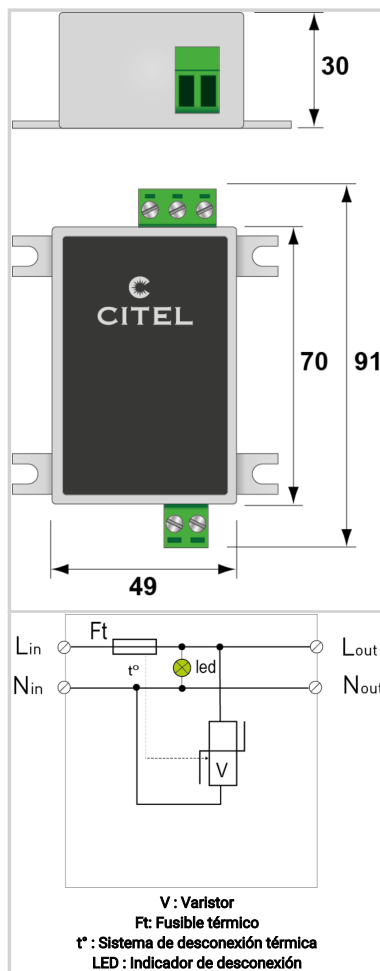 30
CITEL
70
91
49
Ft
Lin
Lout
led
t°
Nin
Nout
V
V : Varistor
Ft: Fusible térmico
t° : Sistema de desconexión térmica
LED : Indicador de desconexión